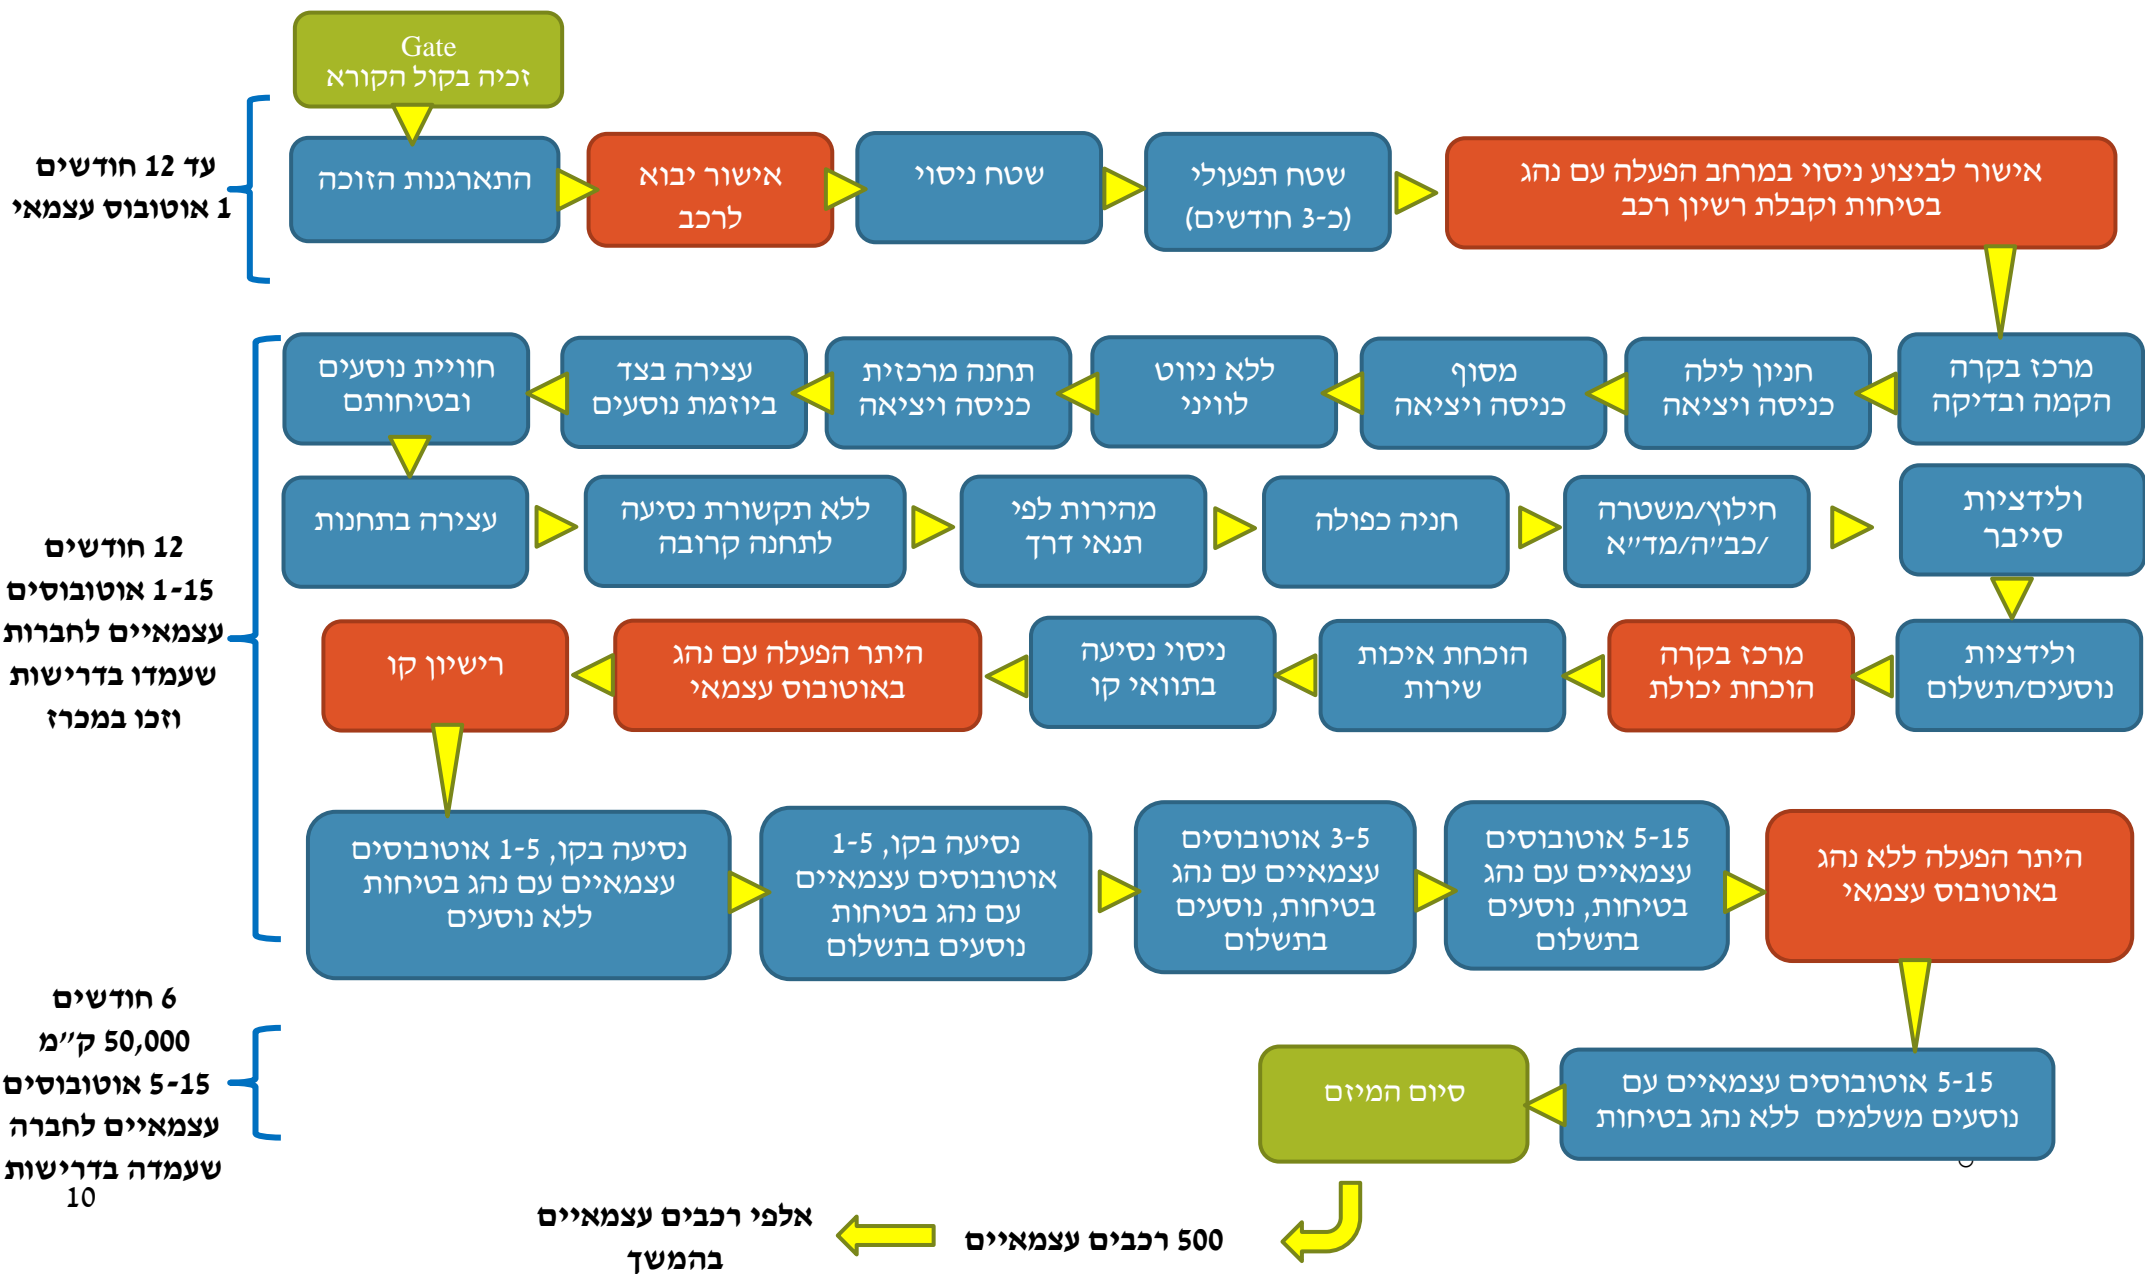 Gate
זכיה בקול הקורא
עד 12 חודשים
1 אוטובוס עצמאי
התארגנות הזוכה
אישור יבוא
לרכב
שטח ניסוי
שטח תפעולי
(כ-3 חודשים)
אישור לביצוע ניסוי במרחב הפעלה עם נהג
בטיחות וקבלת רשיון רכב
מרכז בקרה
הקמה ובדיקה
חניון לילה
כניסה ויציאה
מסוף
כניסה ויציאה
ללא ניווט
לוויני
תחנה מרכזית
כניסה ויציאה
עצירה בצד
ביוזמת נוסעים
חוויית נוסעים
ובטיחותם
12 חודשים
1-15 אוטובוסים
עצמאיים לחברות
שעמדו בדרישות
וזכו במכרז
עצירה בתחנות
ללא תקשורת נסיעה
לתחנה קרובה
מהירות לפי
תנאי דרך
חניה כפולה
חילוץ/משטרה
/כב״ה/מד״א
ולידציות
סייבר
ולידציות
נוסעים/תשלום
מרכז בקרה
הוכחת יכולת
הוכחת איכות
שירות
ניסוי נסיעה
בתוואי קו
היתר הפעלה עם נהג
באוטובוס עצמאי
רישיון קו
נסיעה בקו, 1-5 אוטובוסים
עצמאיים עם נהג בטיחות
ללא נוסעים
נסיעה בקו, 1-5
אוטובוסים עצמאיים
עם נהג בטיחות
נוסעים בתשלום
3-5 אוטובוסים
עצמאיים עם נהג
בטיחות, נוסעים
בתשלום
5-15 אוטובוסים
עצמאיים עם נהג
בטיחות, נוסעים
בתשלום
היתר הפעלה ללא נהג
באוטובוס עצמאי
6 חודשים
50,000 ק״מ
5-15 אוטובוסים
עצמאיים לחברה
שעמדה בדרישות
5-15 אוטובוסים עצמאיים עם
נוסעים משלמים ללא נהג בטיחות
סיום המיזם
10
500 רכבים עצמאיים
אלפי רכבים עצמאיים
בהמשך